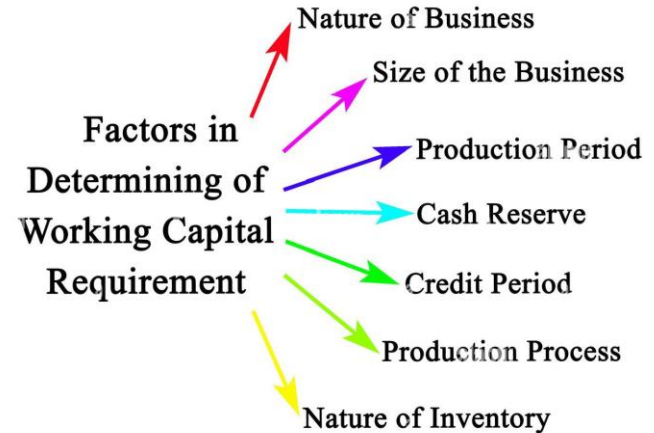 Nature of Business
Size of the Business
Factors in
Determining of
Working Capital
Requirement
Production Period
Cash Reserve
Credit Period
Production Process
Nature of Inventory